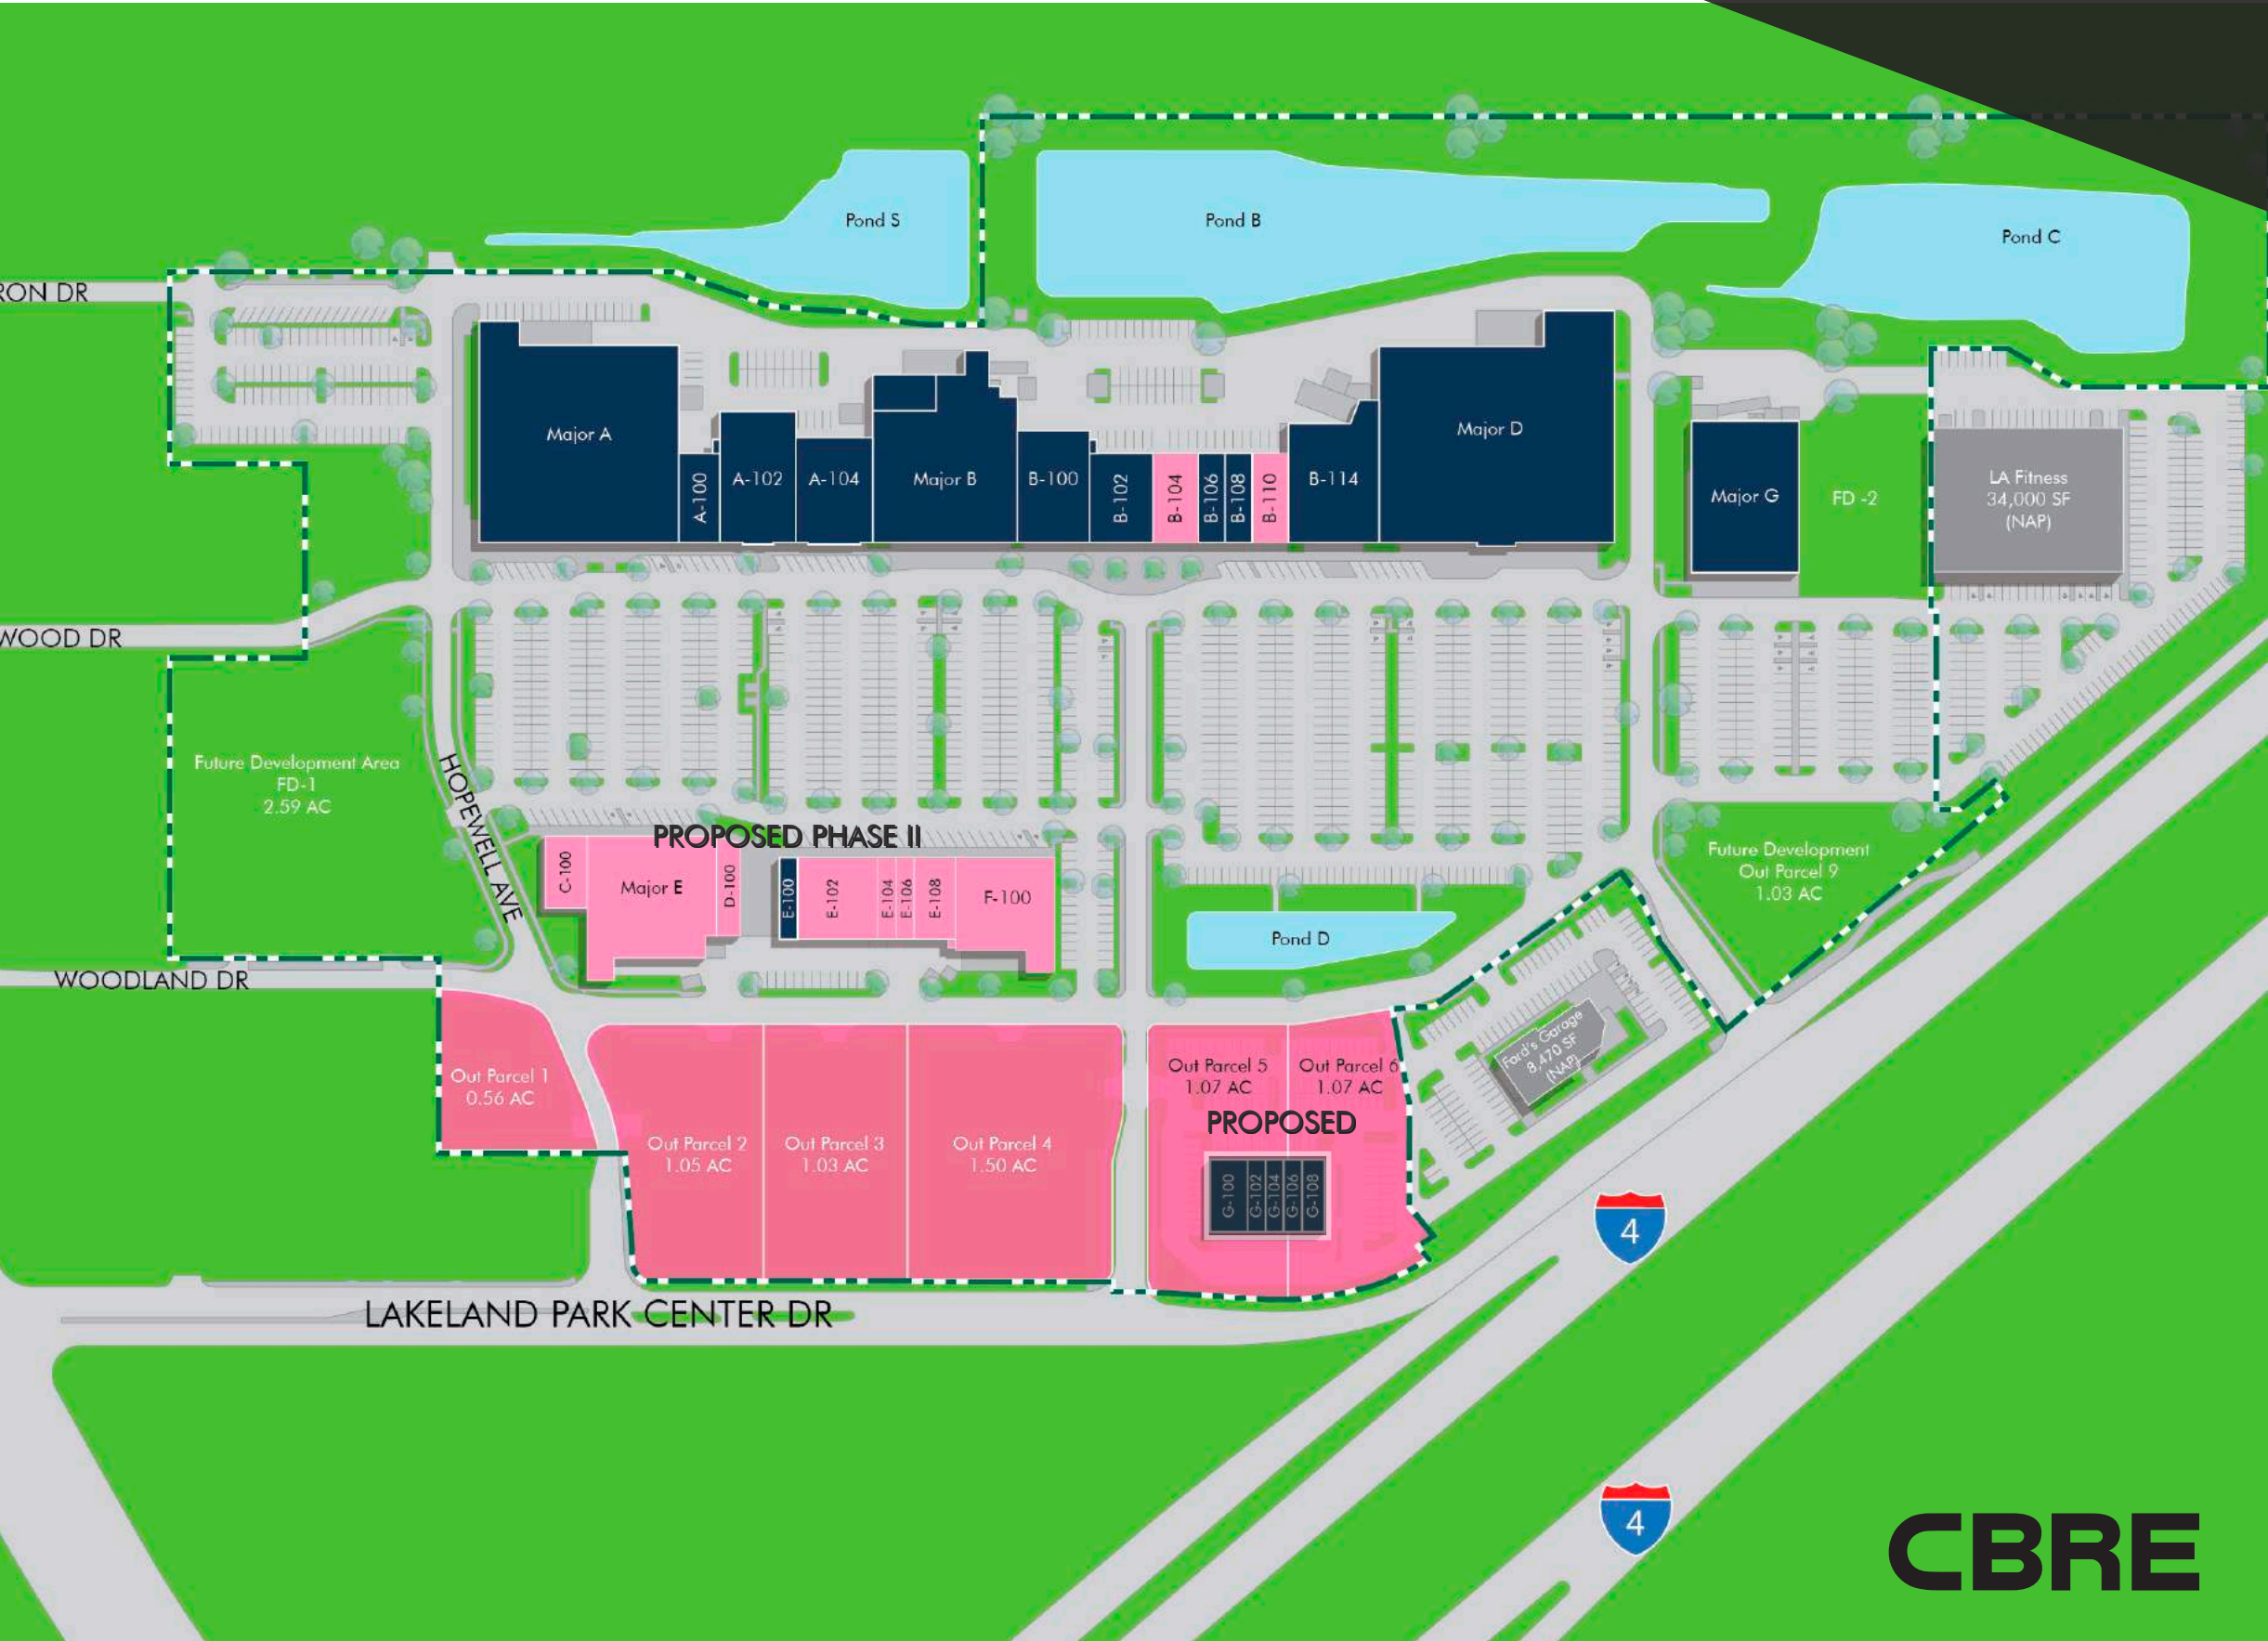 Pond S
Pond B
Pond C
RON DR
Major A
A-100
A-102
A-104
Major B
B-100
B-102
B-104
B-106
B-108
B-110
B-114
Major D
Major G
FD -2
LA Fitness
34,000 SF
(NAP)
WOOD DR
Future Development Area
FD-1
2.59 AC
HOPEWELL AVE
PROPOSED PHASE II
C-100
Major E
D-100
E-100
E-102
E-104
E-106
E-108
F-100
Pond D
Future Development
Out Parcel 9
1.03 AC
WOODLAND DR
Out Parcel 1
0.56 AC
Out Parcel 2
1.05 AC
Out Parcel 3
1.03 AC
Out Parcel 4
1.50 AC
Out Parcel 5
1.07 AC
Out Parcel 6
1.07 AC
PROPOSED
G-100
G-102
G-104
G-106
G-108
Ford's Garage
8,470 SF
(NAP)
4
LAKELAND PARK CENTER DR
4
CBRE